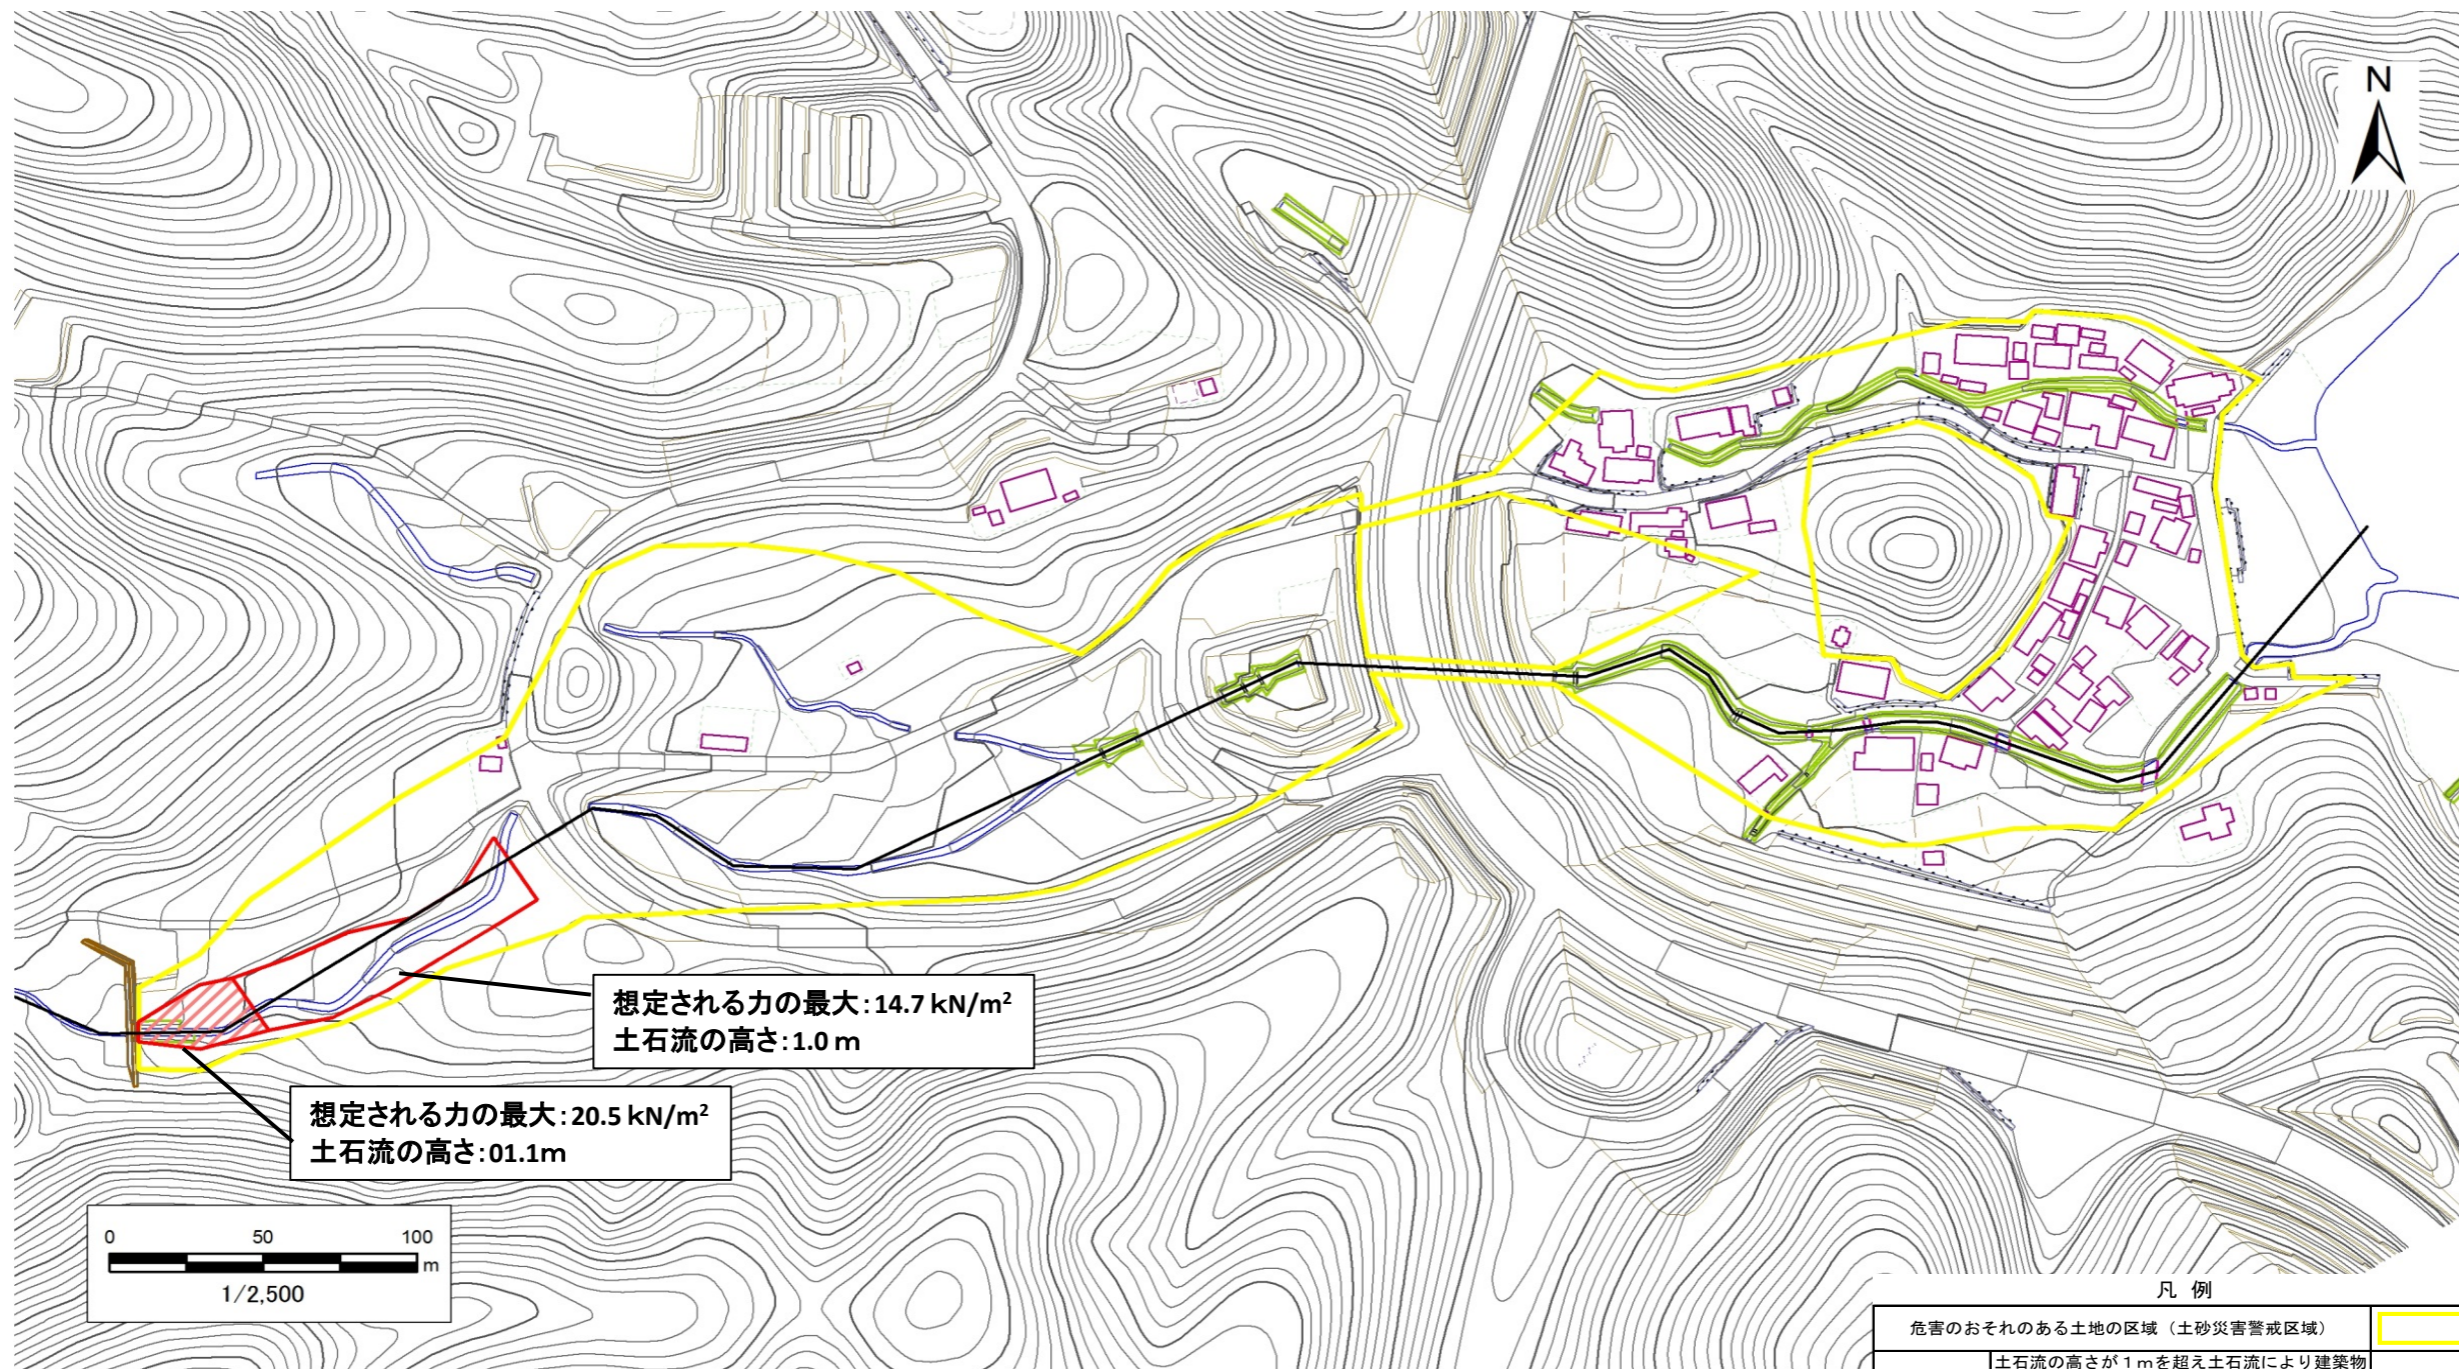 N
想定される力の最大：14.7 kN/m²
土石流の高さ：1.0 m
想定される力の最大：20.5 kN/m²
土石流の高さ：01.1m
0 50 100
m
1/2,500
凡 例
危害のおそれのある土地の区域（土砂災害警戒区域）
土石流の高さが１ｍを超え土石流により建築物